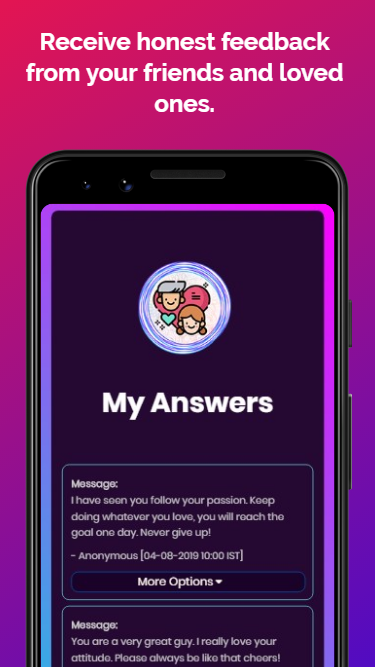 Receive honest feedback
from your friends and loved
ones.
My Answers
Message:
I have seen you follow your passion. Keep
doing whatever you love, you will reach the
goal one day. Never give up!
- Anonymous [04-08-2019 10:00 IST]
More Options
Message:
You are a very great guy. I really love your
attitude. Please always be like that cheers!